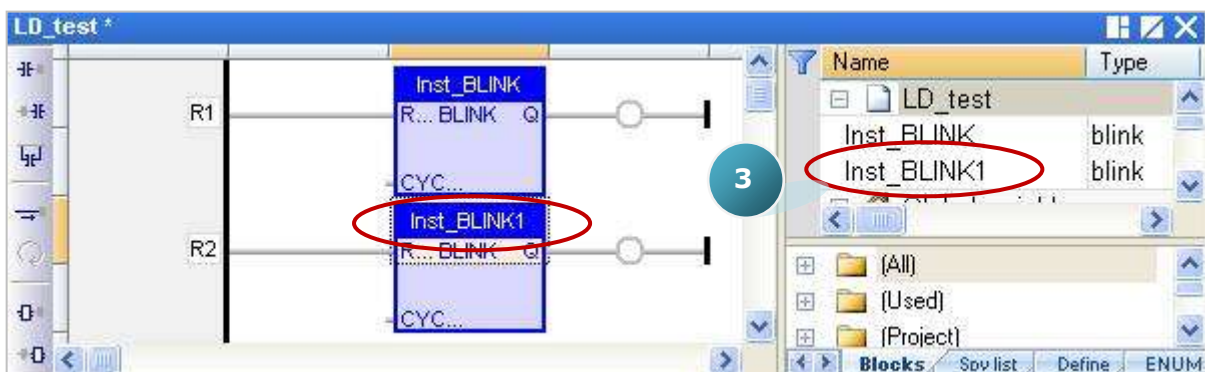 LD_test *
Inst_BLINK
R1
R... BLINK Q
CYC...
Inst_BLINK1
R2
R... BLINK Q
CYC...
3
Name Type
LD_test
Inst_BLINK blink
Inst_BLINK1 blink
(All)
(Used)
(Project)
Blocks Spy list Define ENUM